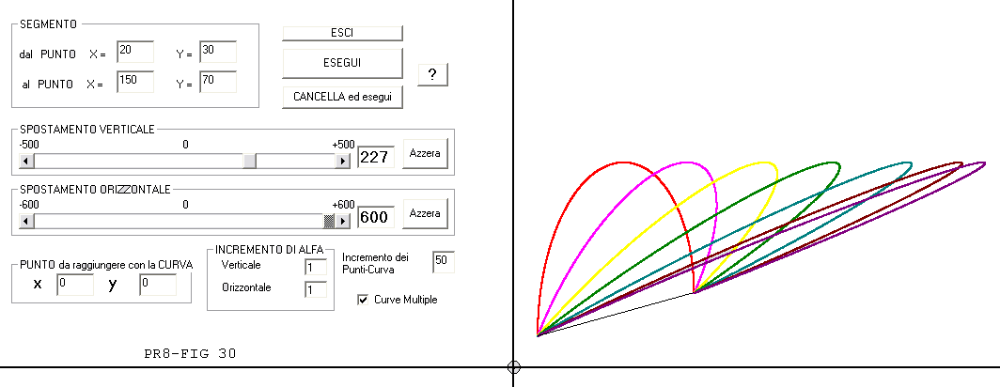 SEGMENTO
dal PUNTO X = 20 Y = 30
al PUNTO X = 150 Y = 70
ESCI
ESEGUI
CANCELLA ed esegui
?
SPOSTAMENTO VERTICALE
-500 0 +500
227
Azzera
SPOSTAMENTO ORIZZONTALE
-600 0 +600
600
Azzera
PUNTO da raggiungere con la CURVA
x 0 y 0
INCREMENTO DI ALFA
Verticale 1
Orizzontale 1
Incremento dei
Punti-Curva
50
Curve Multiple
PR8-FIG 30